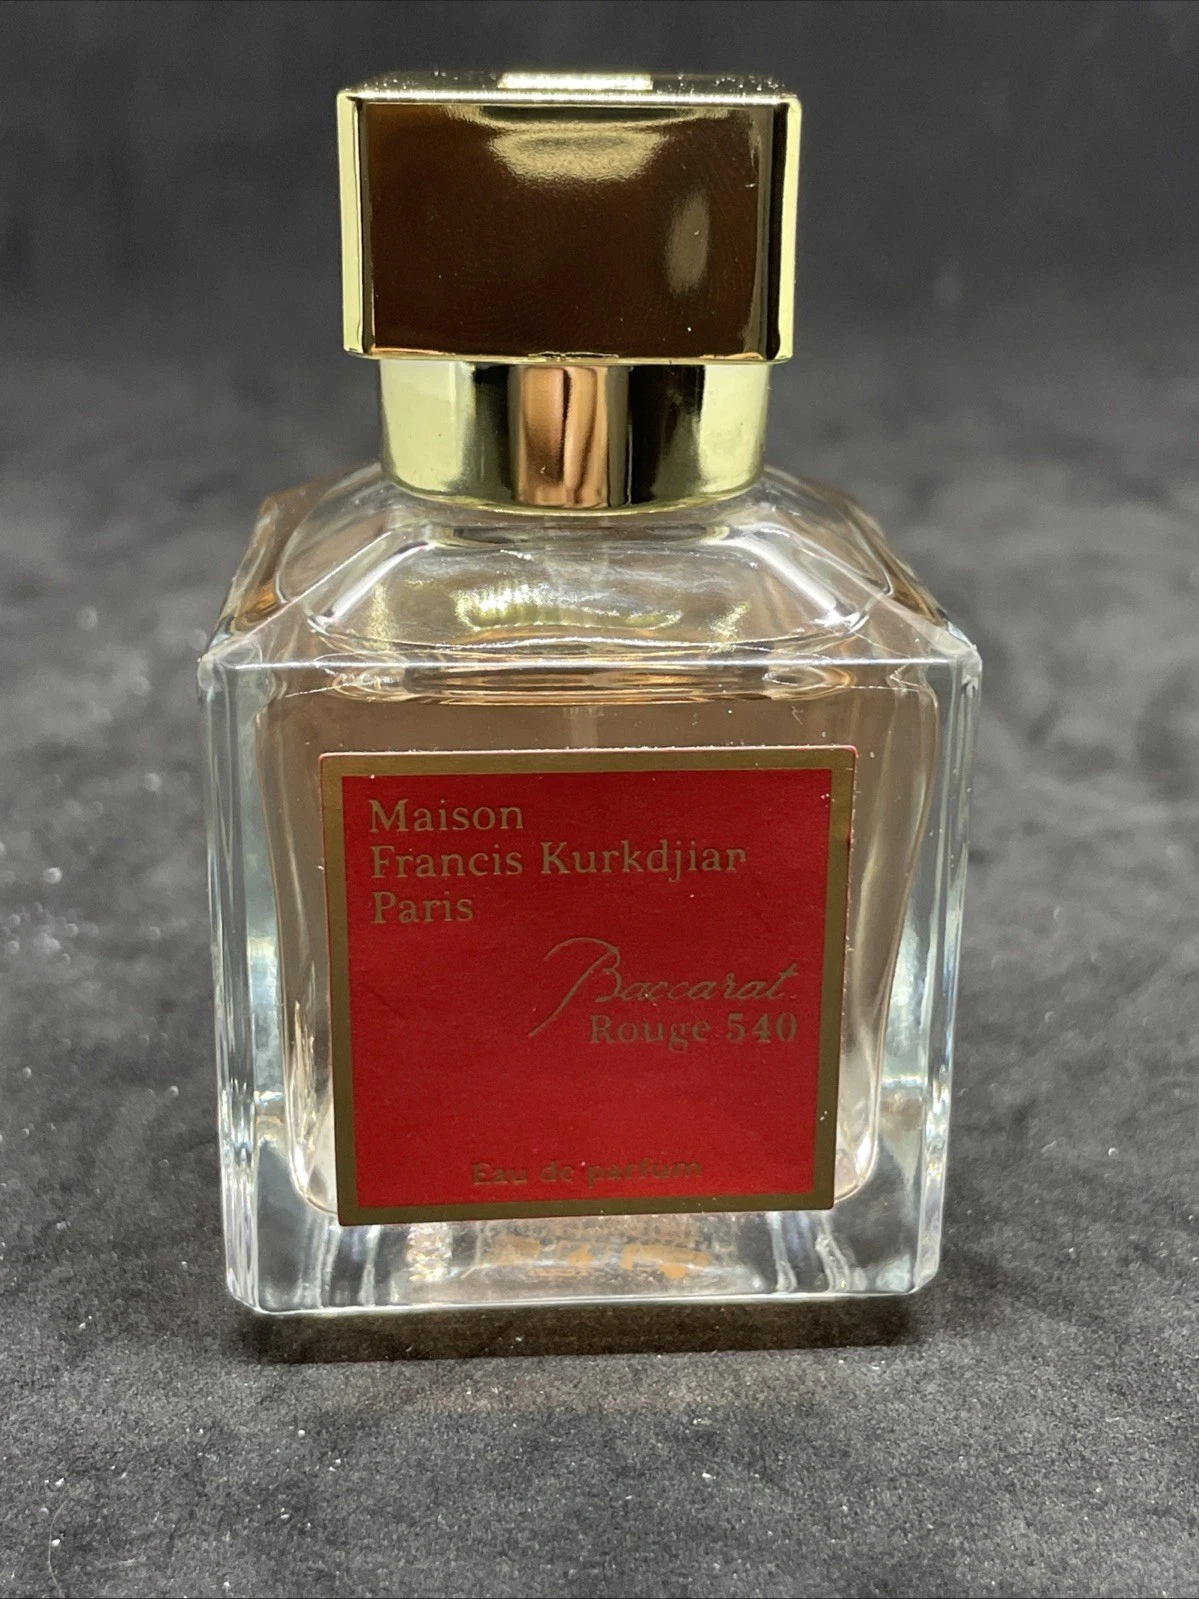 Maison
Francis Kurkdjian
Paris
Baccarat
Rouge 540
Eau de parfum